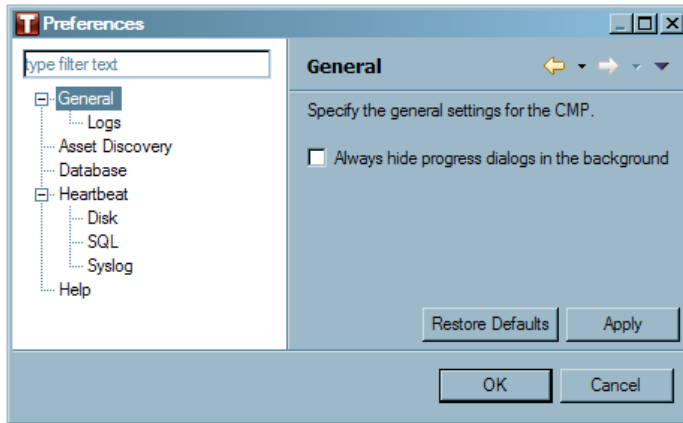 T Preferences
type filter text
General
Logs
Asset Discovery
Database
Heartbeat
Disk
SQL
Syslog
Help
General
Specify the general settings for the CMP.
Always hide progress dialogs in the background
Restore Defaults
Apply
OK
Cancel